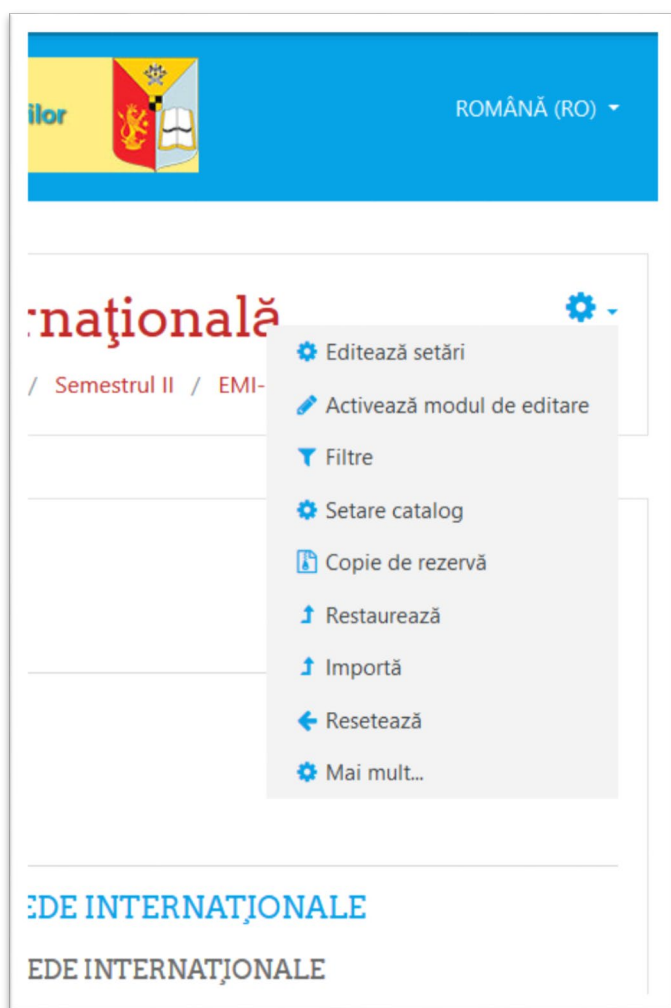 ilor
ROMÂNĂ (RO)
rnaţională
/ Semestrul II / EMI-
Editează setări
Activează modul de editare
Filtre
Setare catalog
Copie de rezervă
Restaurează
Importă
Resetează
Mai mult...
EDE INTERNAŢIONALE
EDE INTERNAŢIONALE